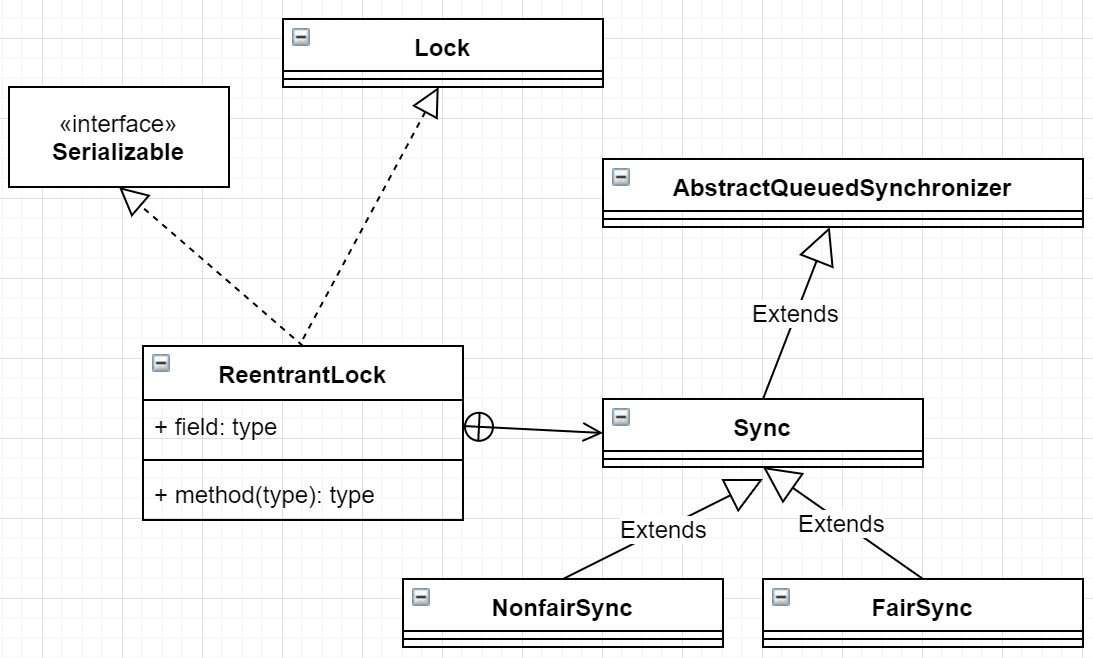 Lock
«interface»
Serializable
AbstractQueuedSynchronizer
Extends
ReentrantLock
+ field: type
+ method(type): type
Sync
Extends
Extends
NonfairSync
FairSync